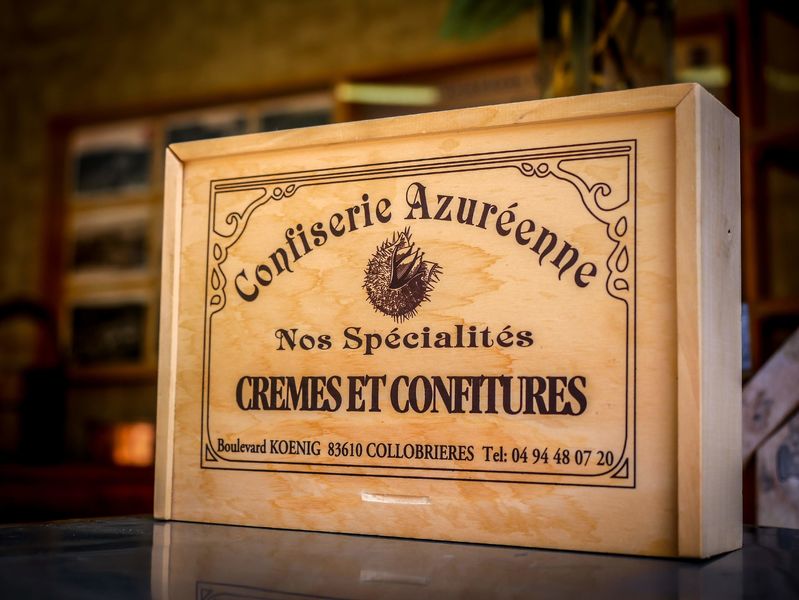 Confiserie Azuréenne
Nos Spécialités
CREMES ET CONFITURES
Boulevard KOENIG 83610 COLLOBRIERES Tel: 04 94 48 07 20